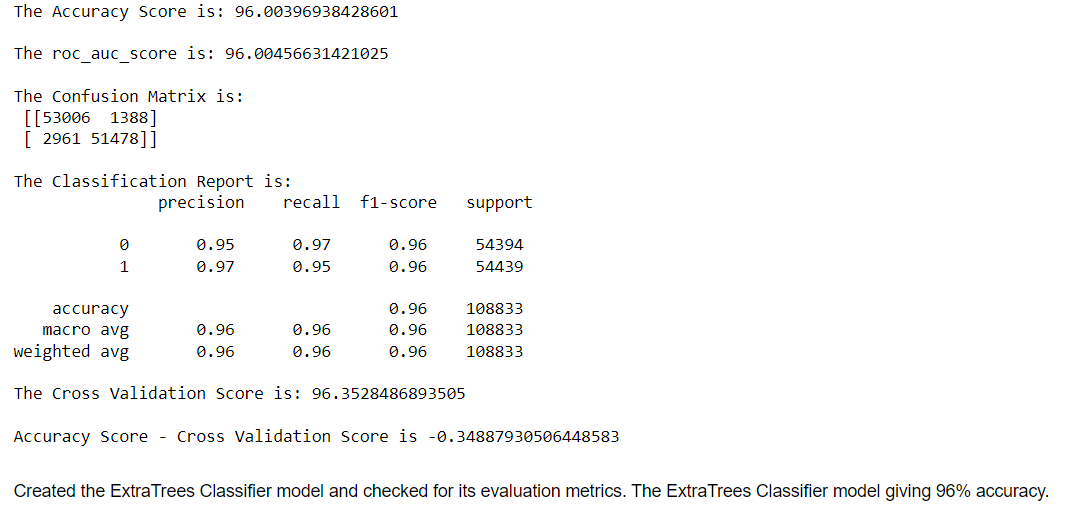 The Accuracy Score is: 96.00396938428601
The roc_auc_score is: 96.00456631421025
The Confusion Matrix is:
[[53006  1388]
[ 2961 51478]]
The Classification Report is:
precision    recall  f1-score   support
0       0.95      0.97      0.96     54394
1       0.97      0.95      0.96     54439
accuracy                           0.96    108833
macro avg       0.96      0.96      0.96    108833
weighted avg       0.96      0.96      0.96    108833
The Cross Validation Score is: 96.3528486893505
Accuracy Score - Cross Validation Score is -0.34887930506448583
Created the ExtraTrees Classifier model and checked for its evaluation metrics. The ExtraTrees Classifier model giving 96% accuracy.